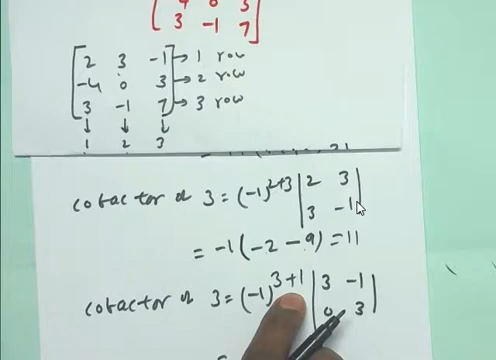 3
3 -1 7
2 3 -1 → 1 row
-4 0 3 → 2 row
3 -1 7 → 3 row
↓ ↓ ↓
1 2 3
cofactor of 3 = (-1)^2+3 | 2 3 |
| 3 -1 |
= -1(-2 - 9) = 11
cofactor of 3 = (-1)^3+1 | 3 -1 |
| 0 3 |